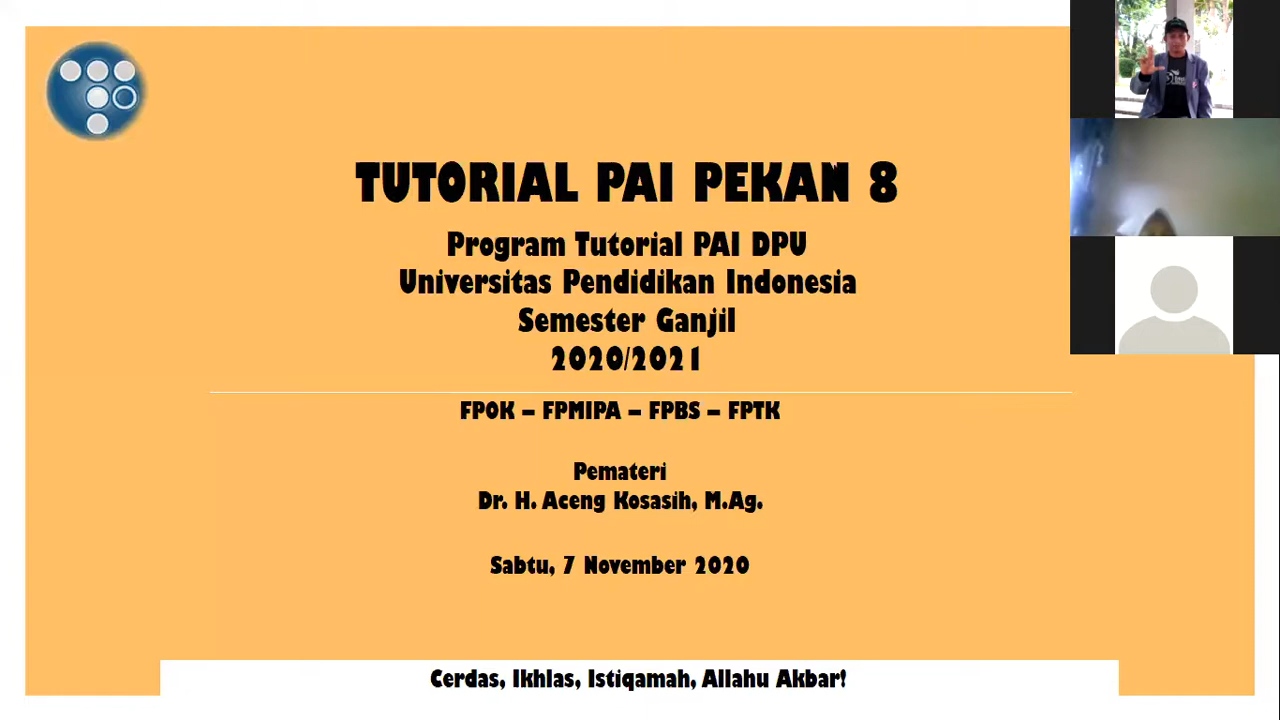 TUTORIAL PAI PEKAN 8
Program Tutorial PAI DPU
Universitas Pendidikan Indonesia
Semester Ganjil
2020/2021
FPOK – FPMIPA – FPBS – FPTK
Pemateri
Dr. H. Aceng Kosasih, M.Ag.
Sabtu, 7 November 2020
Cerdas, Ikhlas, Istiqamah, Allahu Akbar!